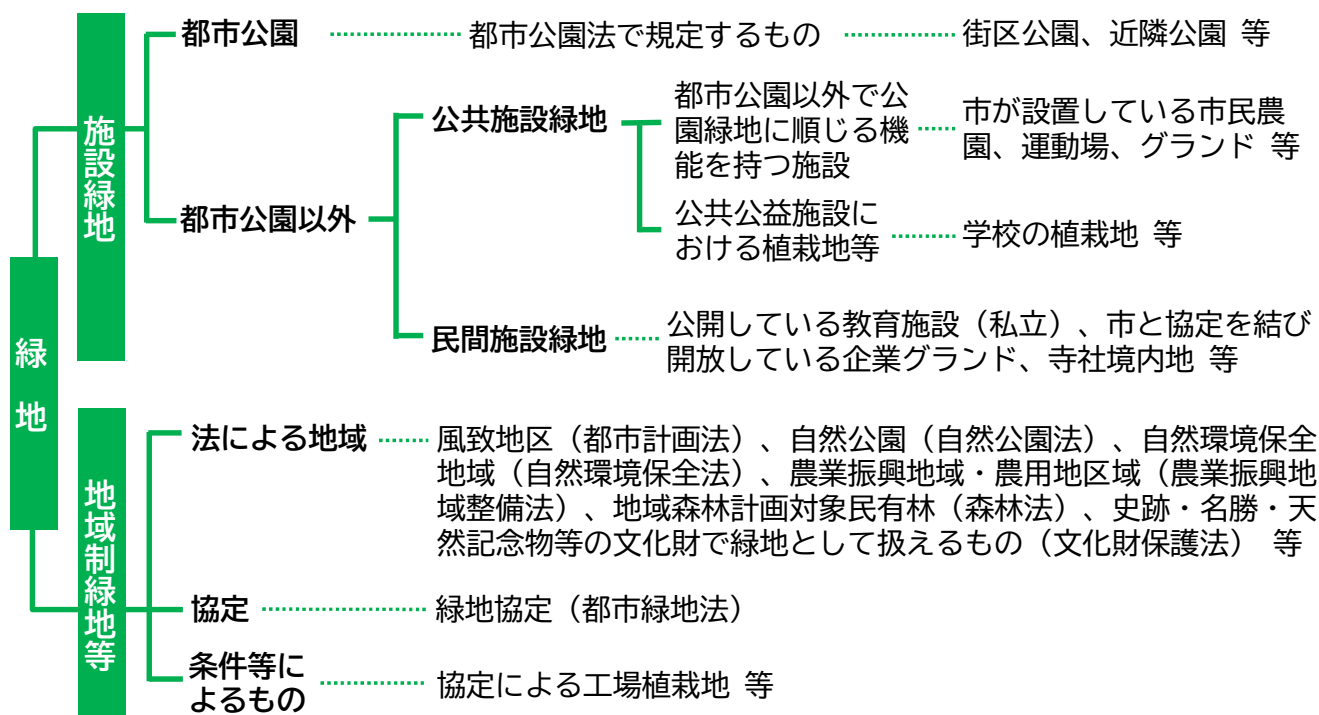 緑地
施設緑地
都市公園
都市公園法で規定するもの
街区公園、近隣公園 等
都市公園以外
公共施設緑地
都市公園以外で公
園緑地に順じる機
能を持つ施設
市が設置している市民農
園、運動場、グランド 等
公共公益施設に
おける植栽地等
学校の植栽地 等
民間施設緑地
公開している教育施設（私立）、市と協定を結び
開放している企業グランド、寺社境内地 等
地域制緑地等
法による地域
風致地区（都市計画法）、自然公園（自然公園法）、自然環境保全
地域（自然環境保全法）、農業振興地域・農用地区域（農業振興地
域整備法）、地域森林計画対象民有林（森林法）、史跡・名勝・天
然記念物等の文化財で緑地として扱えるもの（文化財保護法） 等
協定
緑地協定（都市緑地法）
条件等に
よるもの
協定による工場植栽地 等